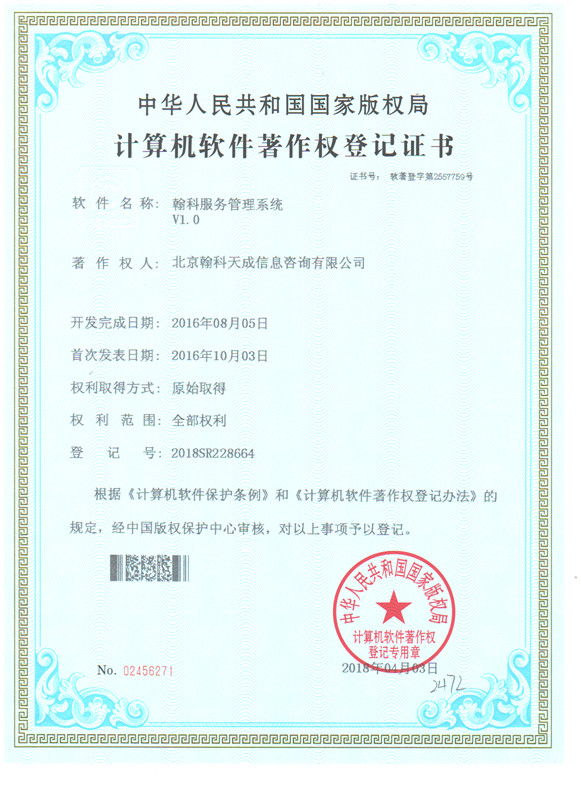 中华人民共和国国家版权局
计算机软件著作权登记证书
证书号： 软著登字第2557759号
软件名称： 翰科服务管理系统
V1.0
著作权人： 北京翰科天成信息咨询有限公司
开发完成日期： 2016年08月05日
首次发表日期： 2016年10月03日
权利取得方式： 原始取得
权利范围： 全部权利
登记号： 2018SR228664
根据《计算机软件保护条例》和《计算机软件著作权登记办法》的
规定，经中国版权保护中心审核，对以上事项予以登记。
中华人民共和国国家版权局
计算机软件著作权
登记专用章
No. 02456271
2018年04月03日
2472